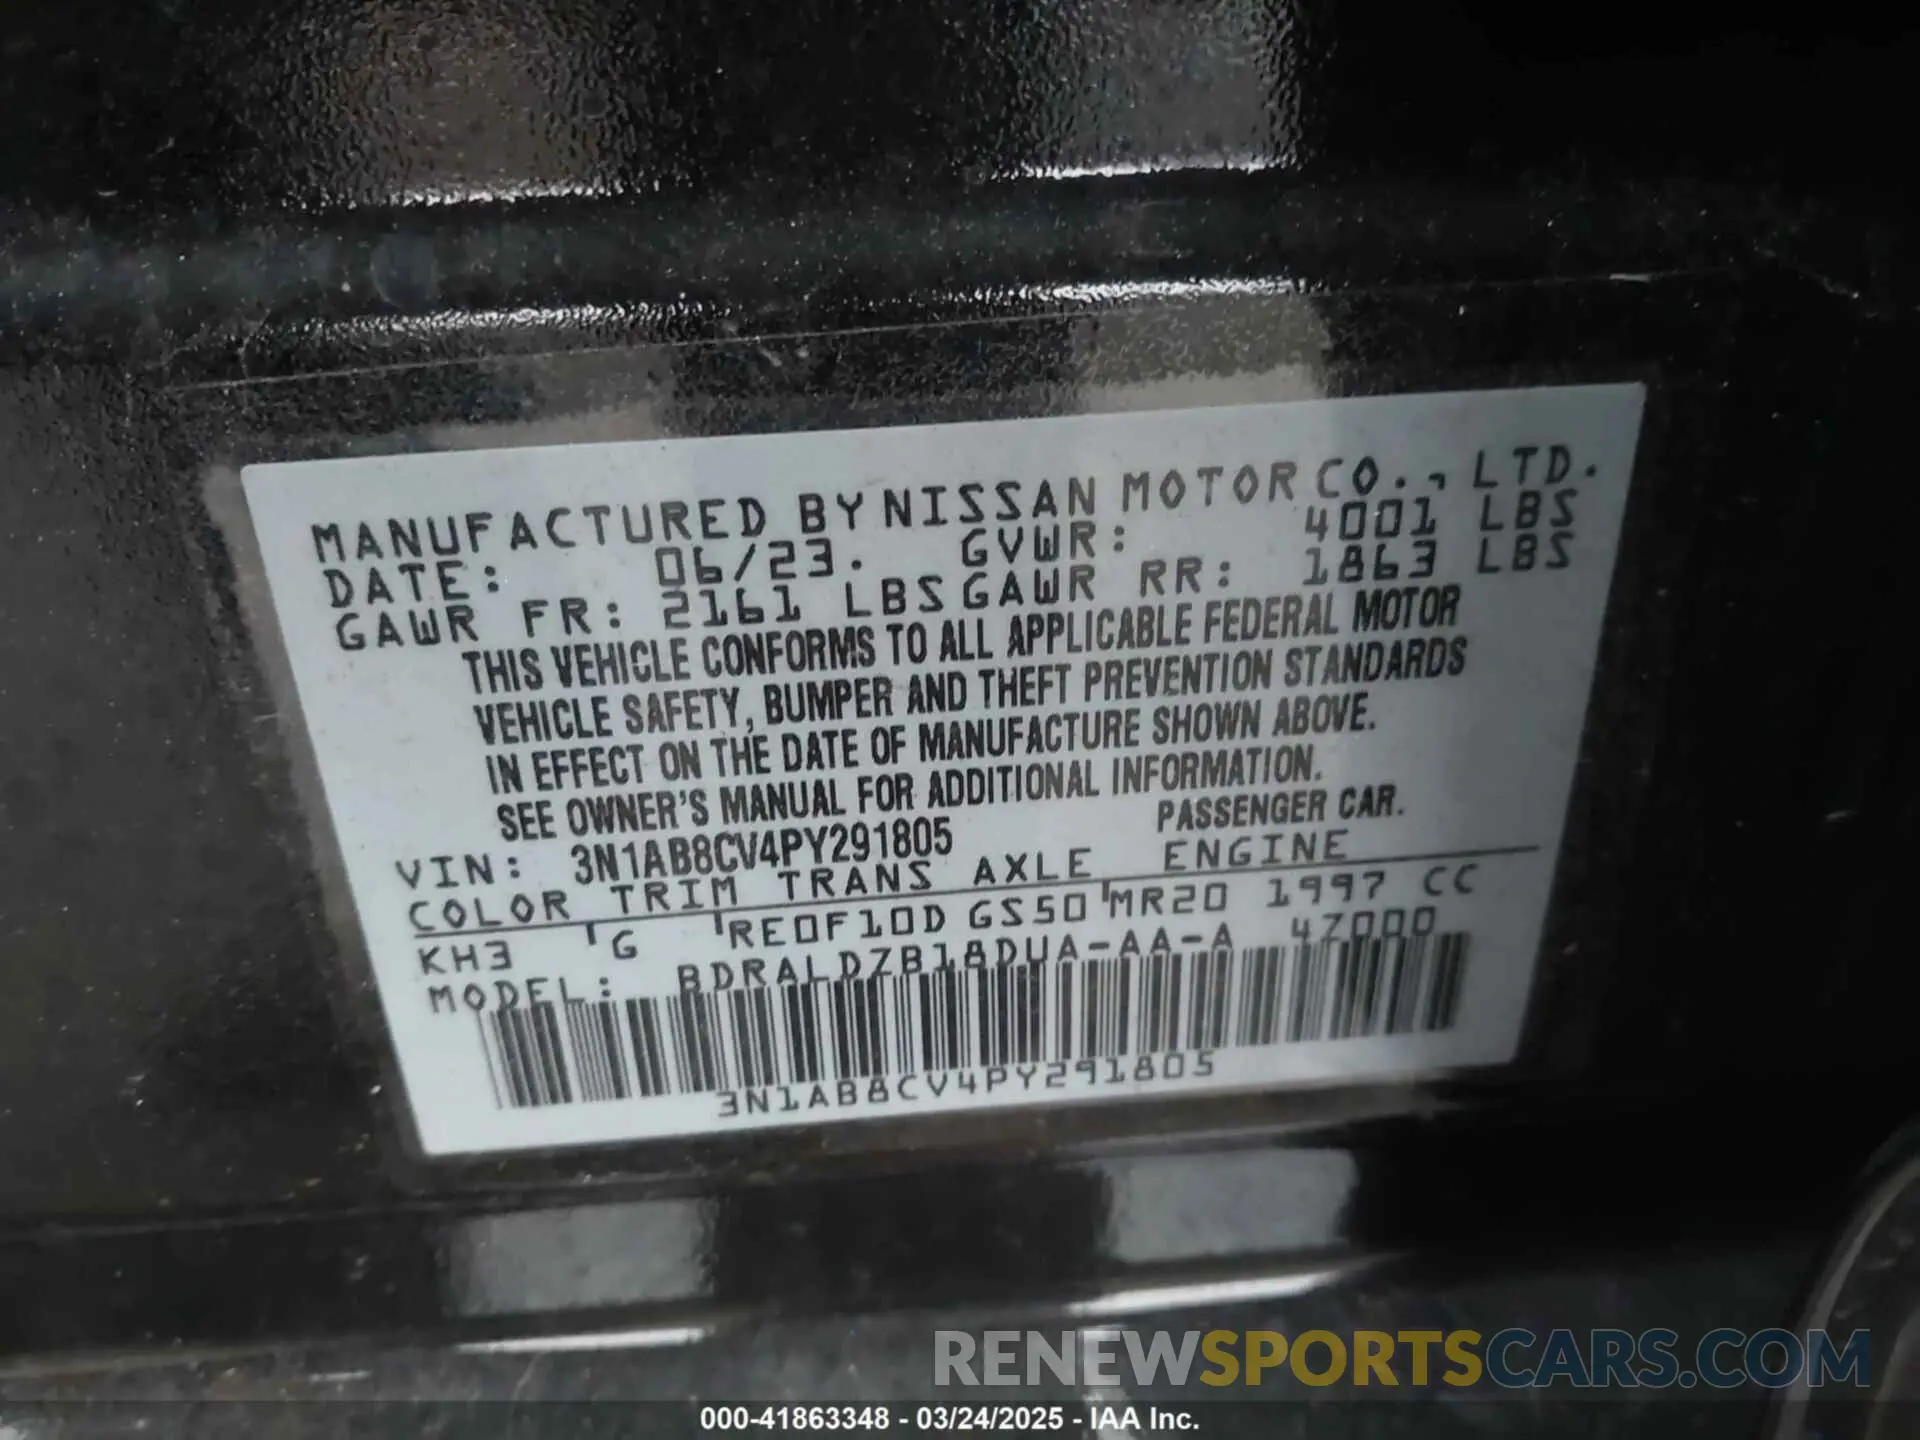 MANUFACTURED BY NISSAN MOTOR CO., LTD.
DATE: 06/23. GVWR: 4001 LBS
GAWR FR: 2161 LBS GAWR RR: 1863 LBS
THIS VEHICLE CONFORMS TO ALL APPLICABLE FEDERAL MOTOR
VEHICLE SAFETY, BUMPER AND THEFT PREVENTION STANDARDS
IN EFFECT ON THE DATE OF MANUFACTURE SHOWN ABOVE.
SEE OWNER'S MANUAL FOR ADDITIONAL INFORMATION.
VIN: 3N1AB8CV4PY291805 PASSENGER CAR.
COLOR TRIM TRANS AXLE ENGINE
KH3 G RE0F10D GS50 MR20 1997 CC
MODEL: BDRALDZB18DUA-AA-A 47000
3N1AB8CV4PY291805
RENEWSPORTSCARS.COM
000-41863348 - 03/24/2025 - IAA Inc.